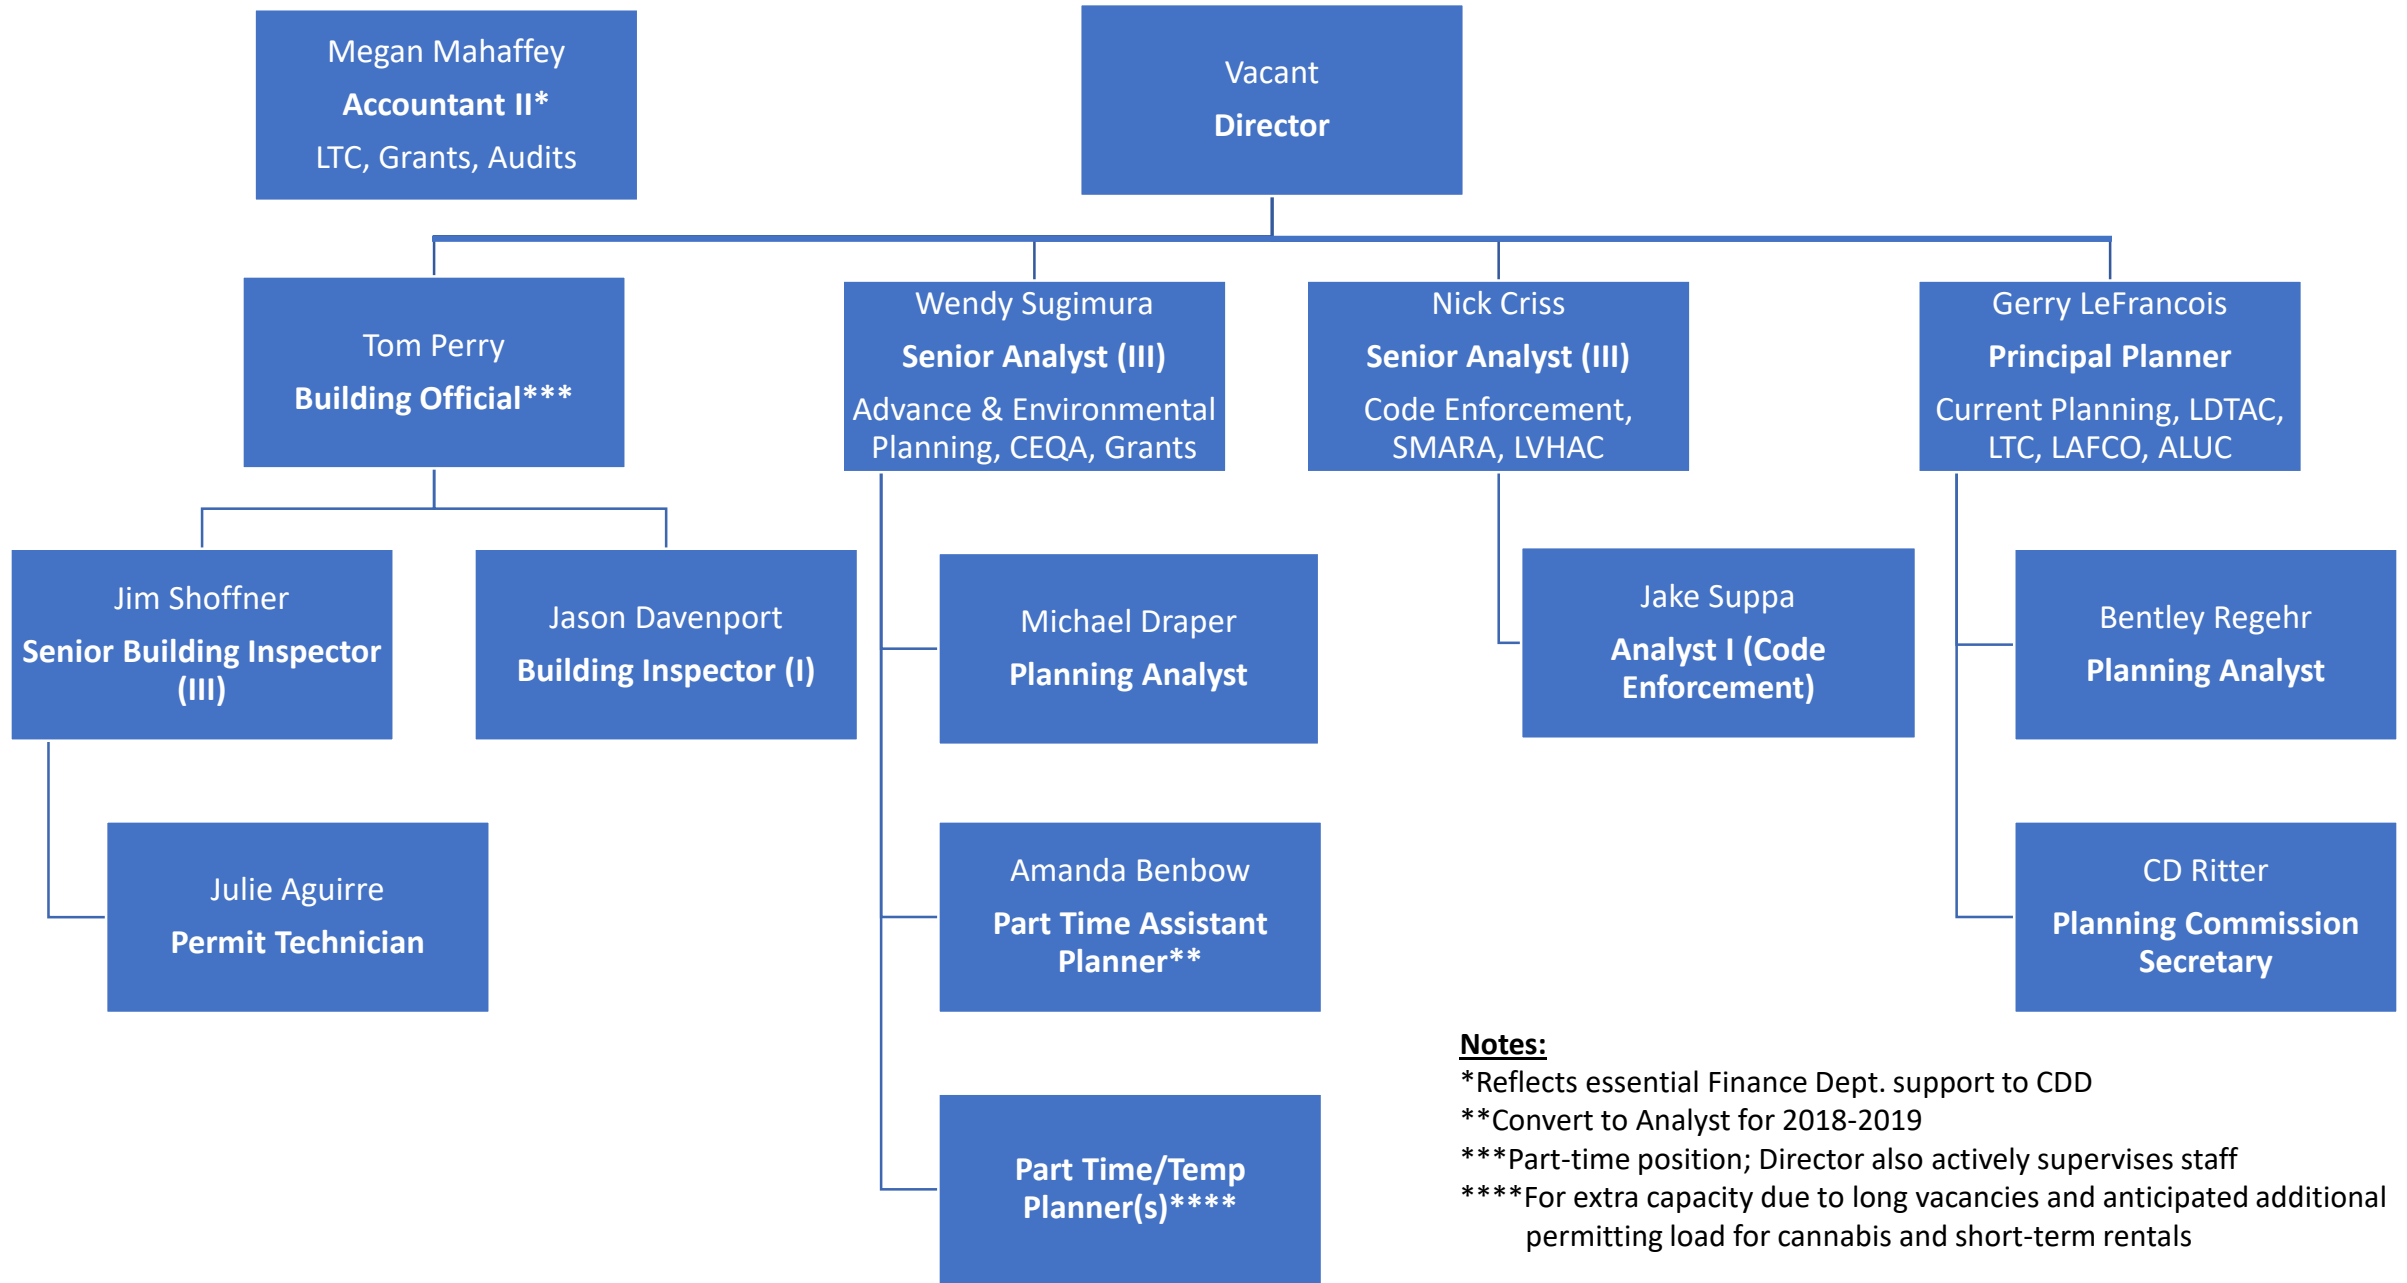 Megan Mahaffey
Accountant II*
LTC, Grants, Audits
Vacant
Director
Tom Perry
Building Official***
Wendy Sugimura
Senior Analyst (III)
Advance & Environmental
Planning, CEQA, Grants
Nick Criss
Senior Analyst (III)
Code Enforcement,
SMARA, LVHAC
Gerry LeFrancois
Principal Planner
Current Planning, LDTAC,
LTC, LAFCO, ALUC
Jim Shoffner
Senior Building Inspector
(III)
Jason Davenport
Building Inspector (I)
Michael Draper
Planning Analyst
Jake Suppa
Analyst I (Code
Enforcement)
Bentley Regehr
Planning Analyst
Julie Aguirre
Permit Technician
Amanda Benbow
Part Time Assistant
Planner**
CD Ritter
Planning Commission
Secretary
Part Time/Temp
Planner(s)****
Notes:
*Reflects essential Finance Dept. support to CDD
**Convert to Analyst for 2018-2019
***Part-time position; Director also actively supervises staff
****For extra capacity due to long vacancies and anticipated additional
permitting load for cannabis and short-term rentals